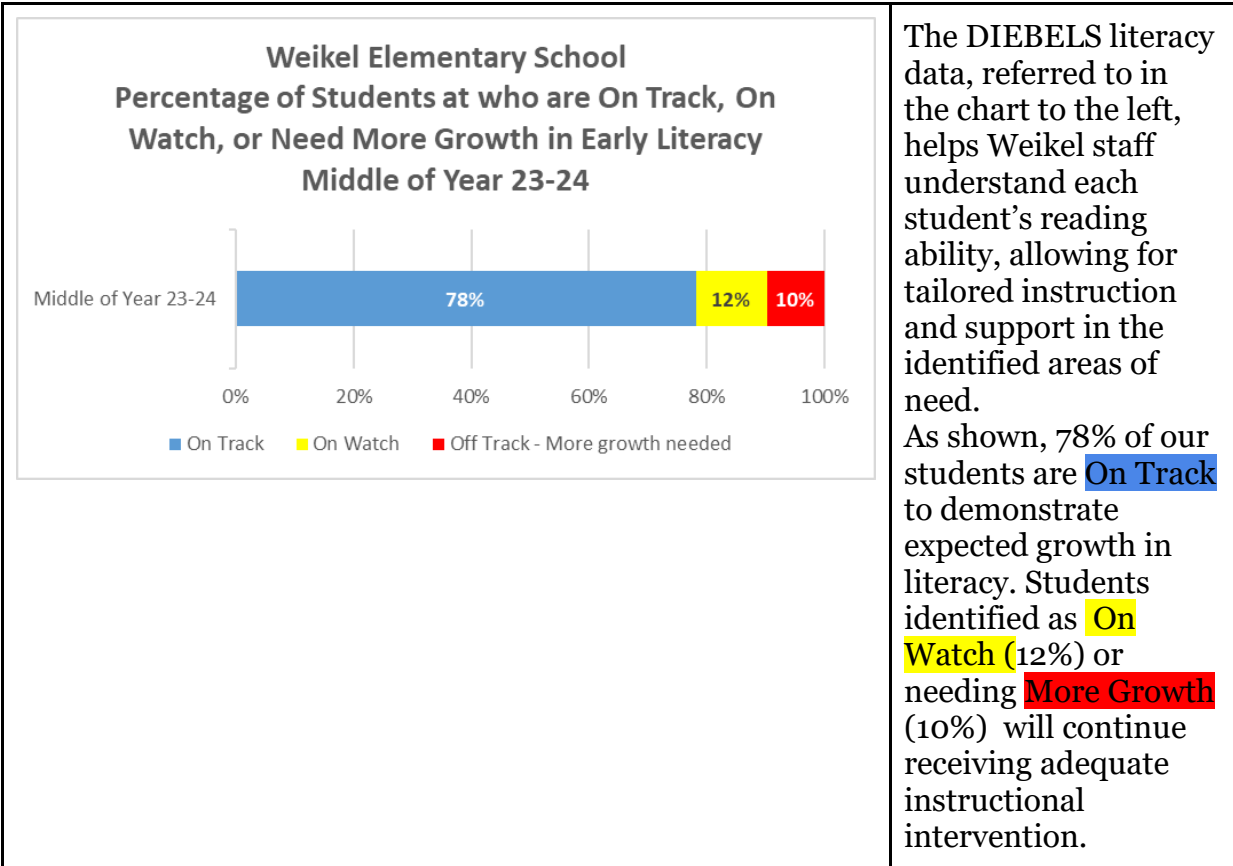 Weikel Elementary School
Percentage of Students at who are On Track, On
Watch, or Need More Growth in Early Literacy
Middle of Year 23-24
Middle of Year 23-24
78%
12%
10%
0%
20%
40%
60%
80%
100%
On Track
On Watch
Off Track - More growth needed
The DIEBELS literacy
data, referred to in
the chart to the left,
helps Weikel staff
understand each
student’s reading
ability, allowing for
tailored instruction
and support in the
identified areas of
need.
As shown, 78% of our
students are On Track
to demonstrate
expected growth in
literacy. Students
identified as On
Watch (12%) or
needing More Growth
(10%) will continue
receiving adequate
instructional
intervention.